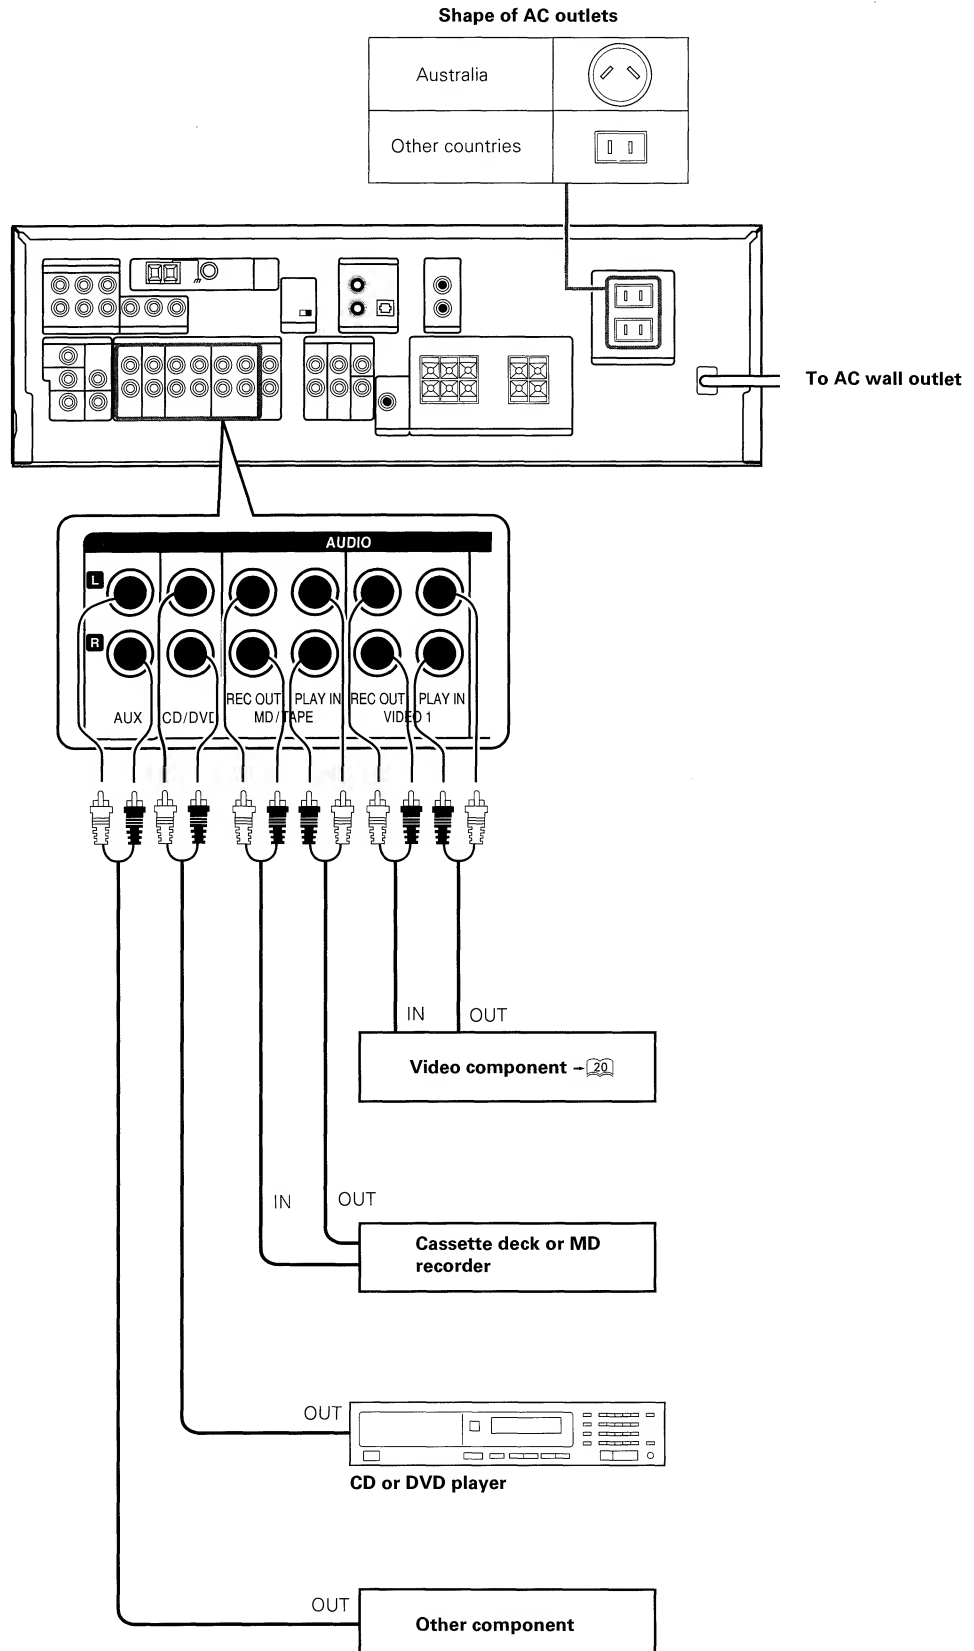 Shape of AC outlets
Australia
Other countries
To AC wall outlet
AUDIO
L
R
REC OUT PLAY IN REC OUT PLAY IN
AUX CD/DVD MD/TAPE VIDEO 1
IN OUT
Video component → 20
IN OUT
Cassette deck or MD
recorder
OUT
CD or DVD player
OUT
Other component